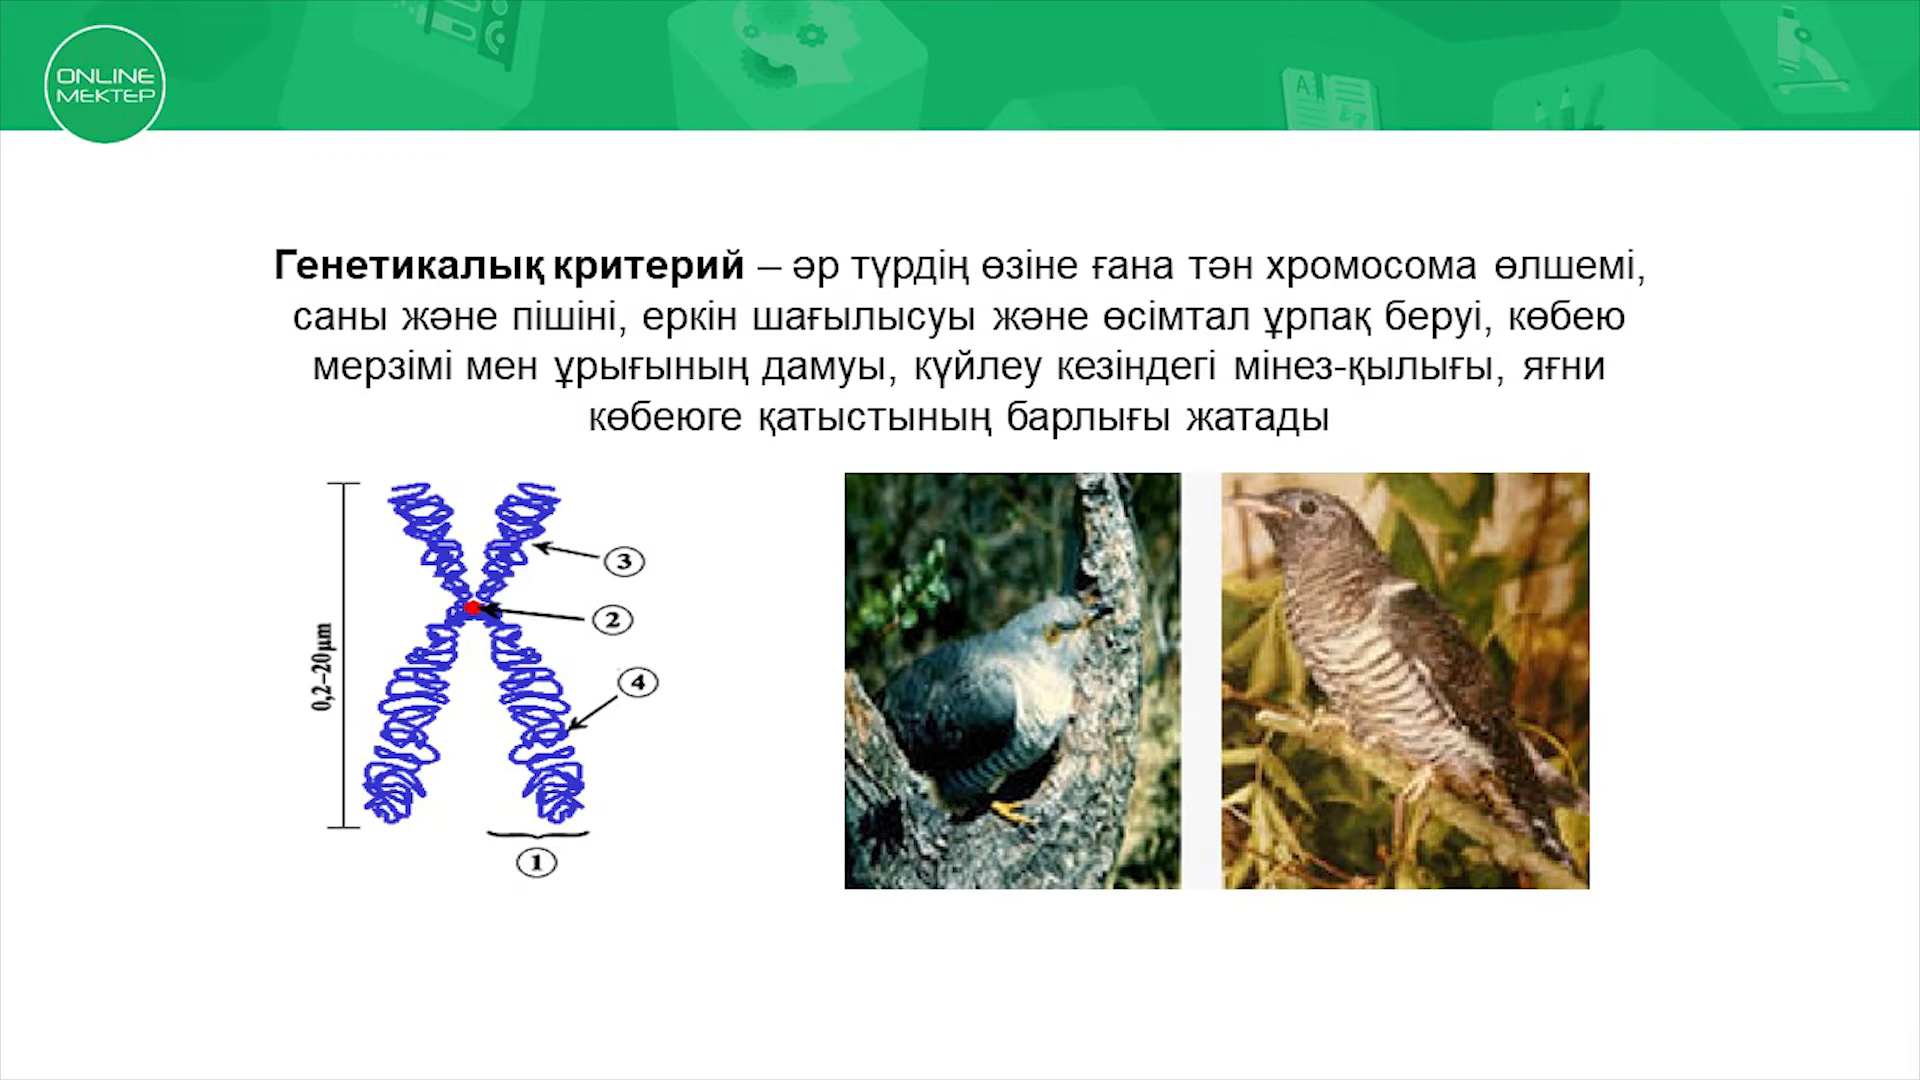 ONLINE
МЕКТЕР
Генетикалық критерий – әр түрдің өзіне ғана тән хромосома өлшемі,
саны және пішіні, еркін шағылысуы және өсімтал ұрпақ беруі, көбею
мерзімі мен ұрығының дамуы, күйлеу кезіндегі мінез-қылығы, яғни
көбеюге қатыстының барлығы жатады
3
2
0,2–20µm
4
1
A